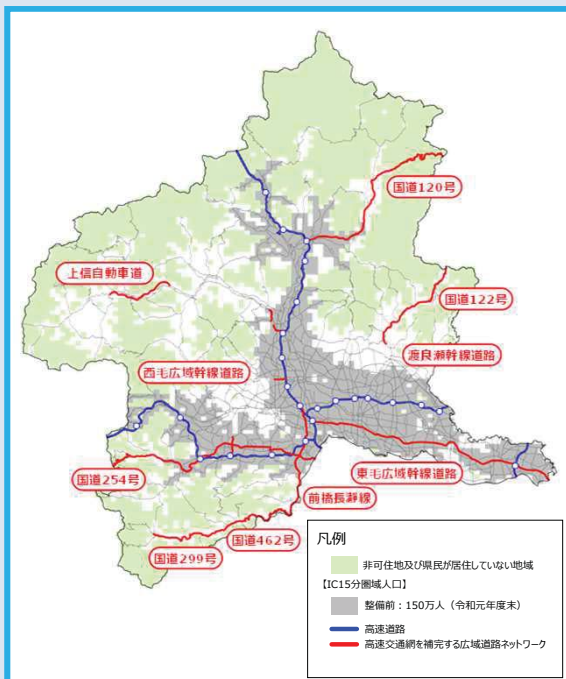 国道120号
上信自動車道
国道122号
渡良瀬幹線道路
西毛広域幹線道路
国道254号
東毛広域幹線道路
前橋長瀞線
国道462号
国道299号
凡例
非可住地及び県民が居住していない地域
【IC15分圏域人口】
整備前：150万人（令和元年度末）
高速道路
高速交通網を補完する広域道路ネットワーク